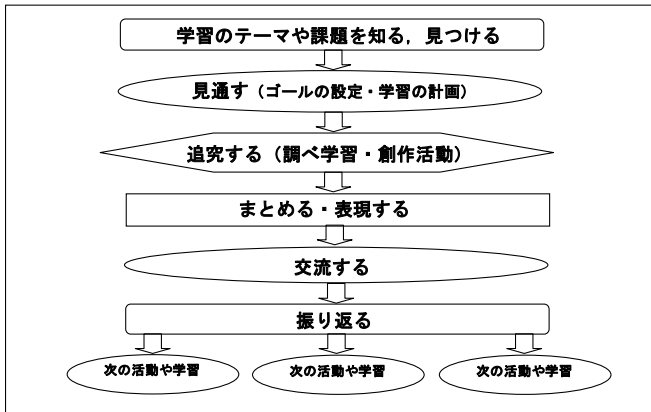 学習のテーマや課題を知る，見つける
見通す（ゴールの設定・学習の計画）
追究する（調べ学習・創作活動）
まとめる・表現する
交流する
振り返る
次の活動や学習
次の活動や学習
次の活動や学習